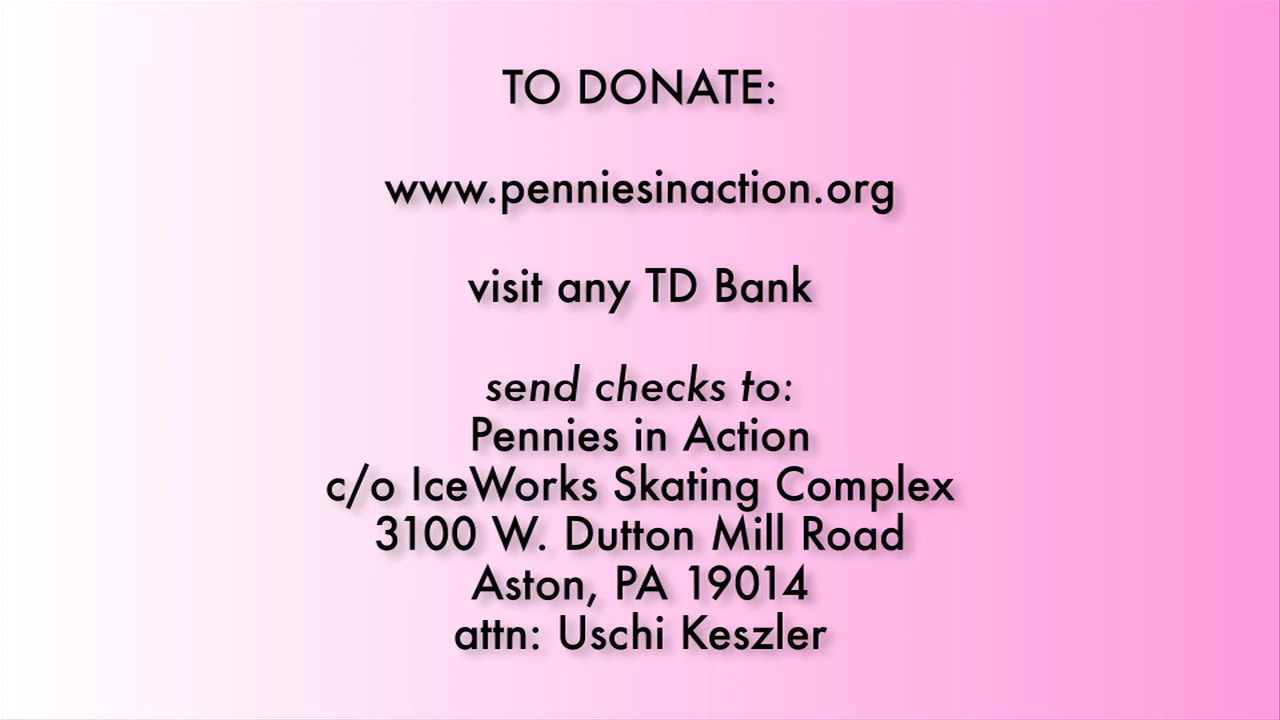 TO DONATE:
www.penniesinaction.org
visit any TD Bank
send checks to:
Pennies in Action
c/o IceWorks Skating Complex
3100 W. Dutton Mill Road
Aston, PA 19014
attn: Uschi Keszler